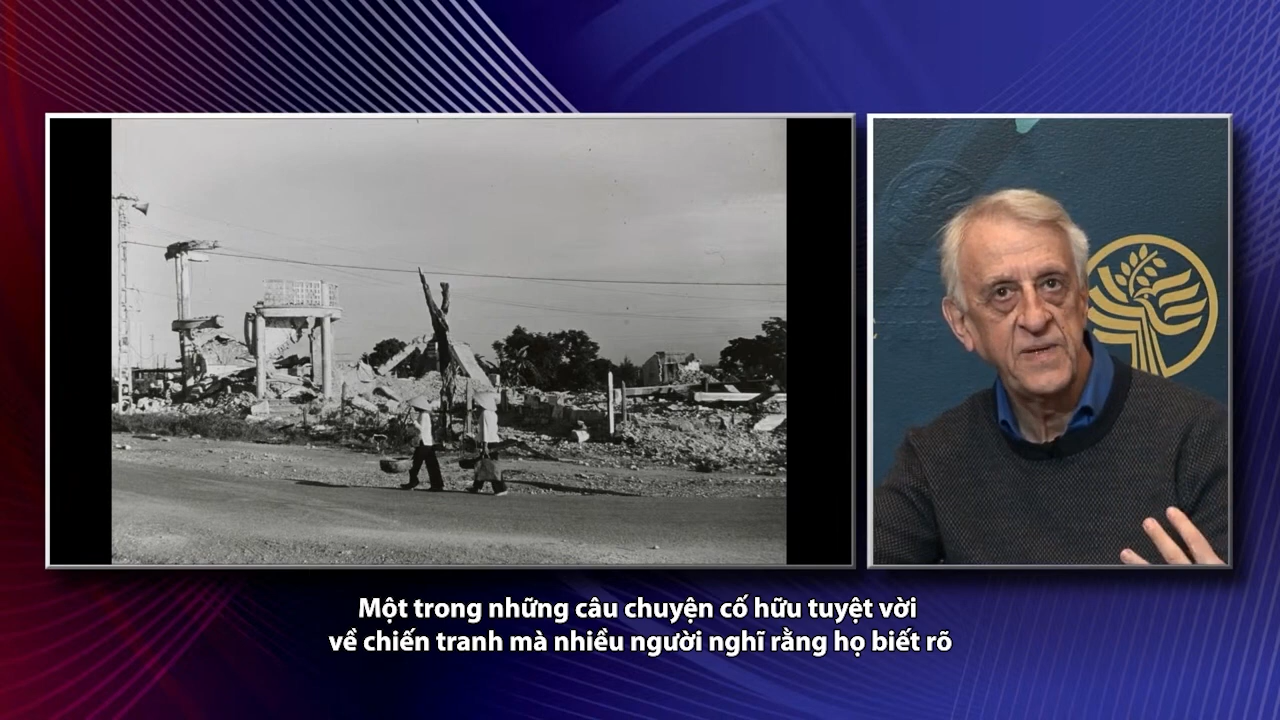 Một trong những câu chuyện cố hữu tuyệt vời
về chiến tranh mà nhiều người nghĩ rằng họ biết rõ